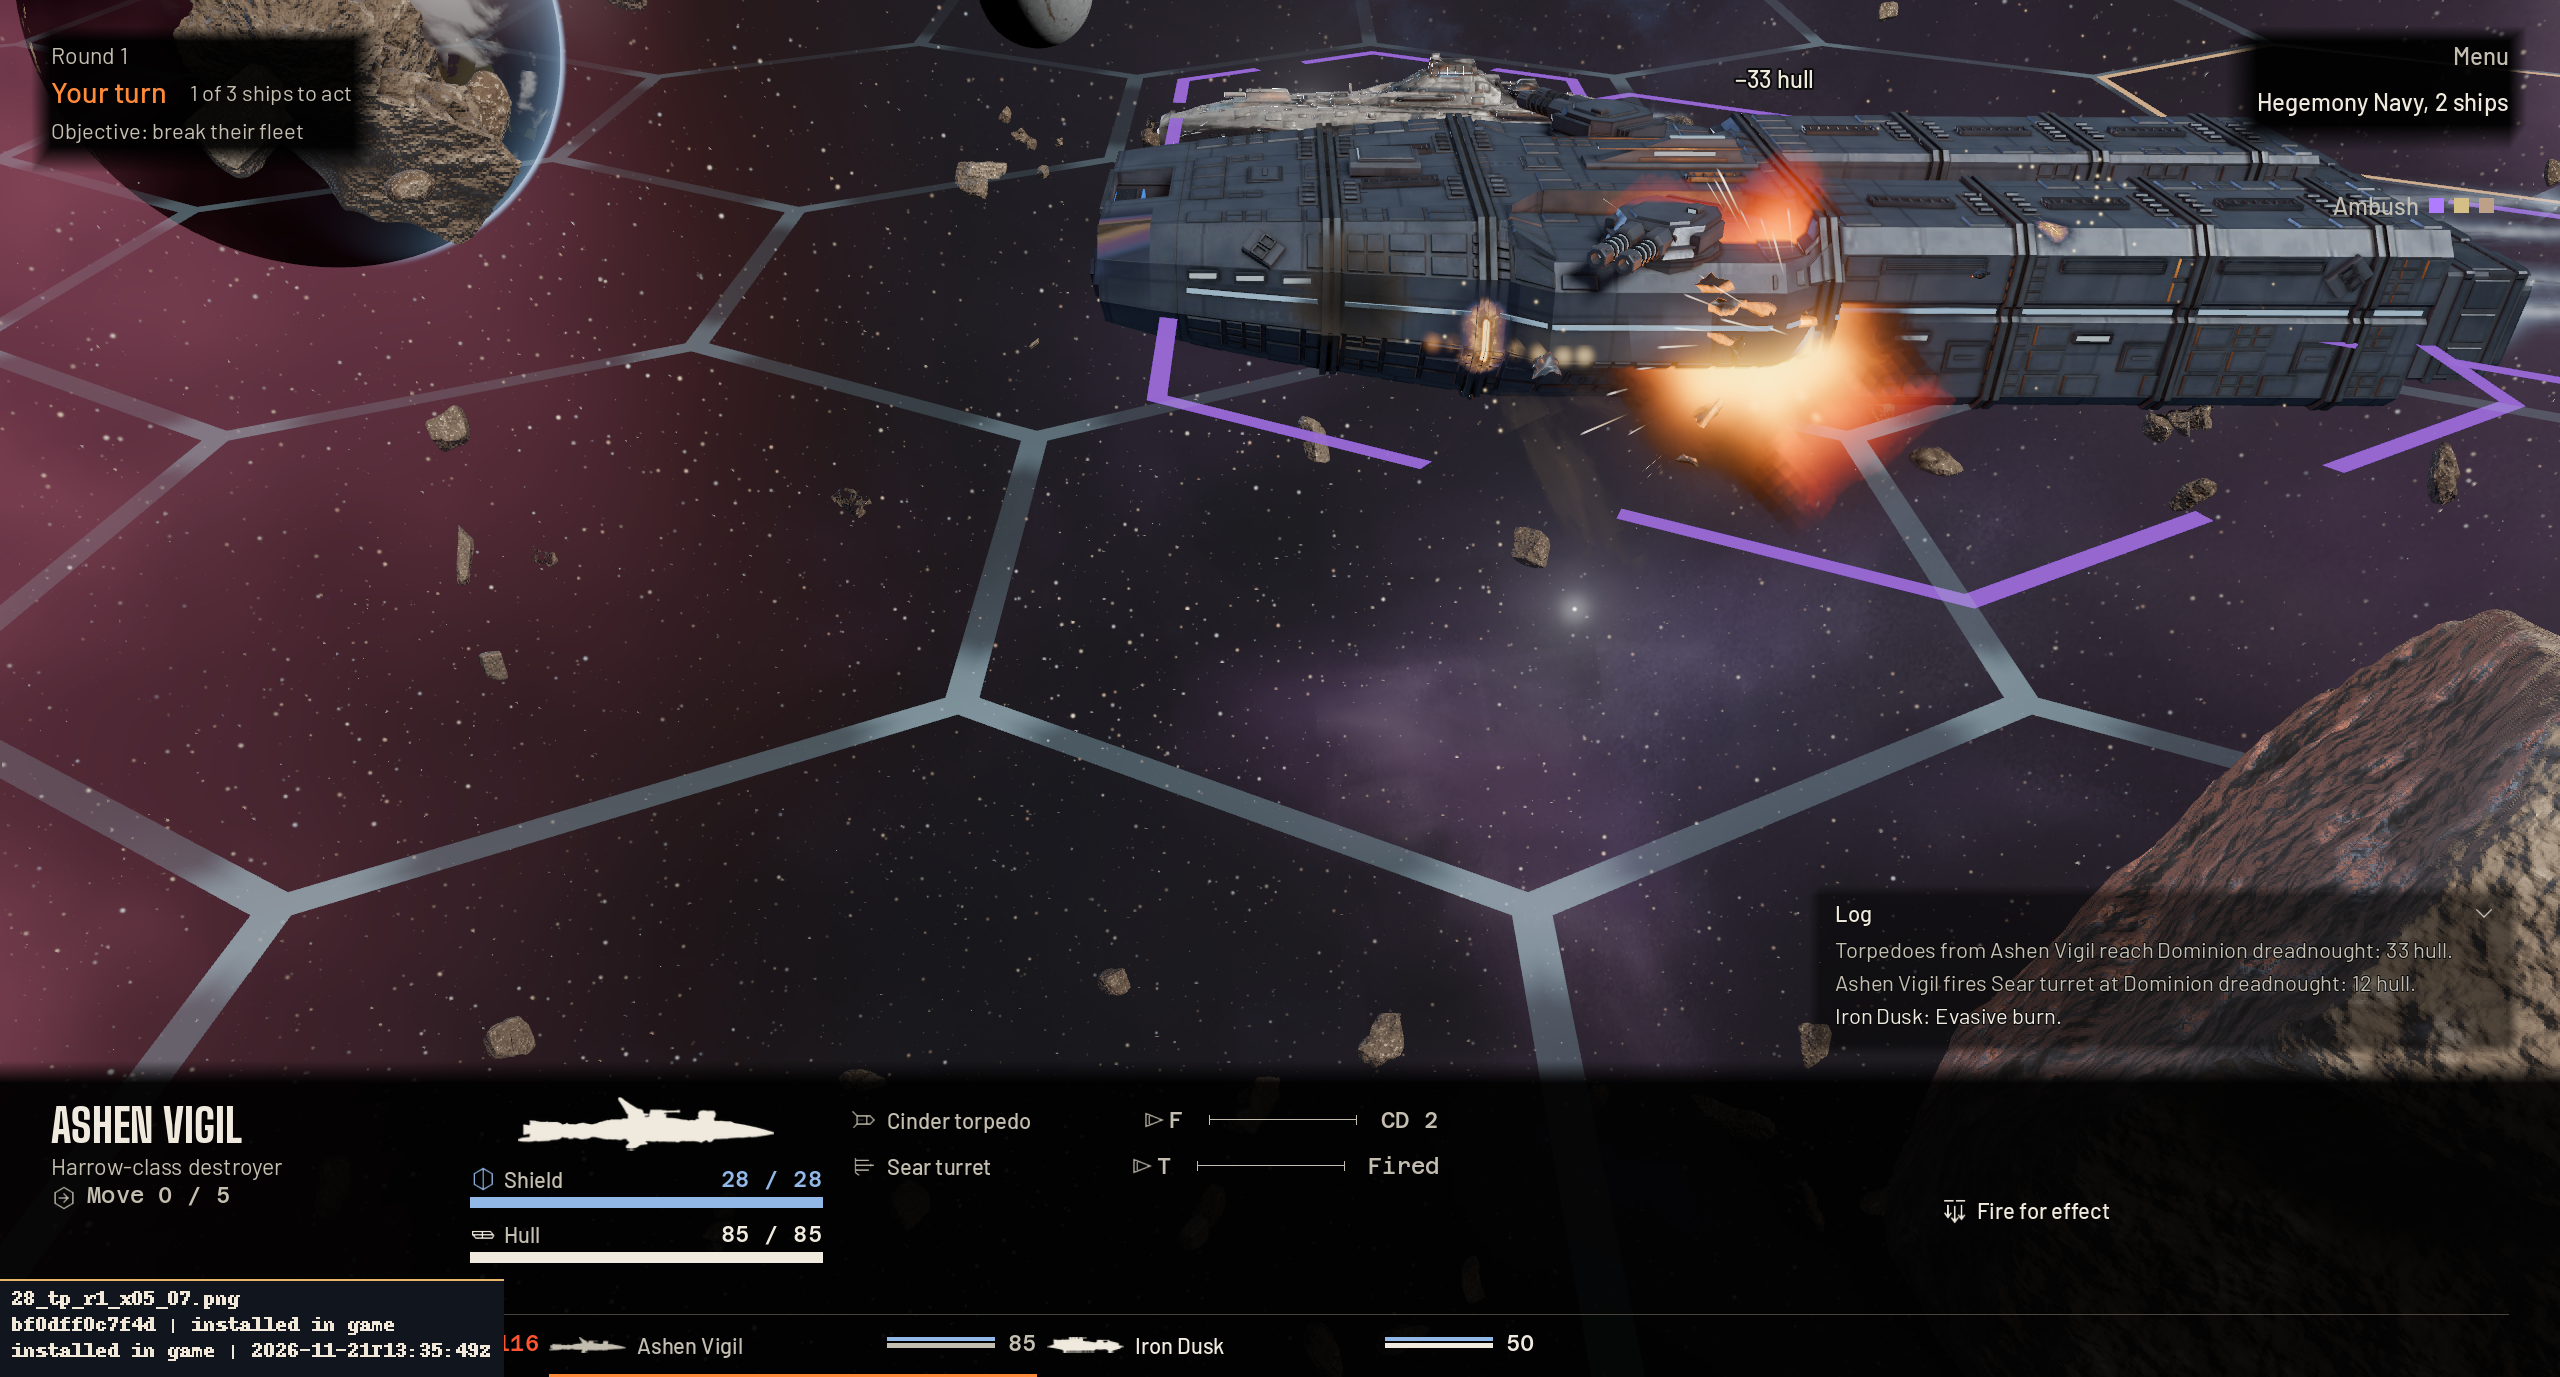 Round 1
Your turn 1 of 3 ships to act
Objective: break their fleet
Menu
Hegemony Navy, 2 ships
−33 hull
Ambush
Log
Torpedoes from Ashen Vigil reach Dominion dreadnought: 33 hull.
Ashen Vigil fires Sear turret at Dominion dreadnought: 12 hull.
Iron Dusk: Evasive burn.
ASHEN VIGIL
Harrow-class destroyer
Move 0 / 5
Shield 28 / 28
Hull 85 / 85
Cinder torpedo F CD 2
Sear turret T Fired
Fire for effect
28_tp_r1_x05_07.png
bf0dff0c7f4d | installed in game
installed in game | 2026-11-21T13:35:49Z
116 Ashen Vigil 85 Iron Dusk 50